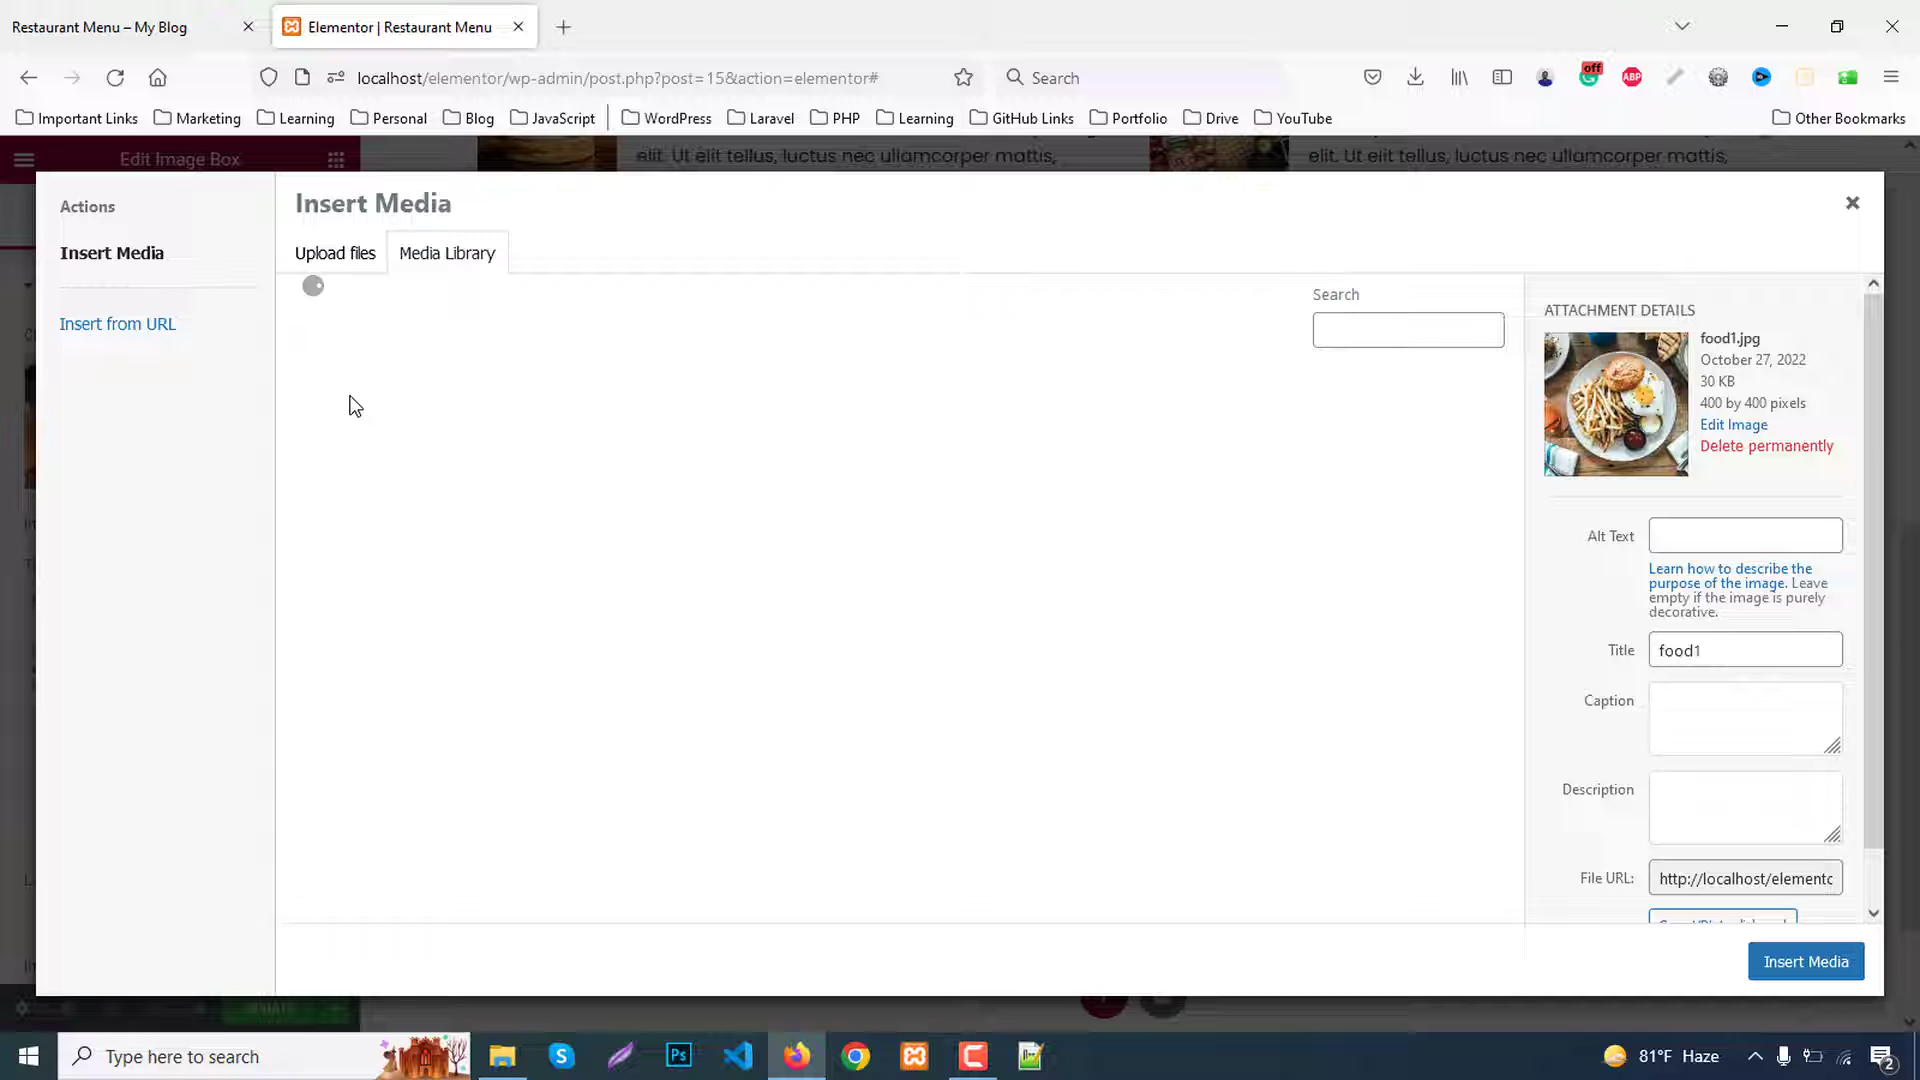 Restaurant Menu – My Blog
Elementor | Restaurant Menu
localhost/elementor/wp-admin/post.php?post=15&action=elementor#
Search
off
ABP
Important Links
Marketing
Learning
Personal
Blog
JavaScript
WordPress
Laravel
PHP
Learning
GitHub Links
Portfolio
Drive
YouTube
Other Bookmarks
Edit Image Box
elit. Ut elit tellus, luctus nec ullamcorper mattis,
elit. Ut elit tellus, luctus nec ullamcorper mattis,
Actions
Insert Media
Insert from URL
Insert Media
Upload files
Media Library
Search
ATTACHMENT DETAILS
food1.jpg
October 27, 2022
30 KB
400 by 400 pixels
Edit Image
Delete permanently
Alt Text
Learn how to describe the
purpose of the image. Leave
empty if the image is purely
decorative.
Title
food1
Caption
Description
File URL:
http://localhost/elementc
Insert Media
Type here to search
Ps
81°F Haze
2